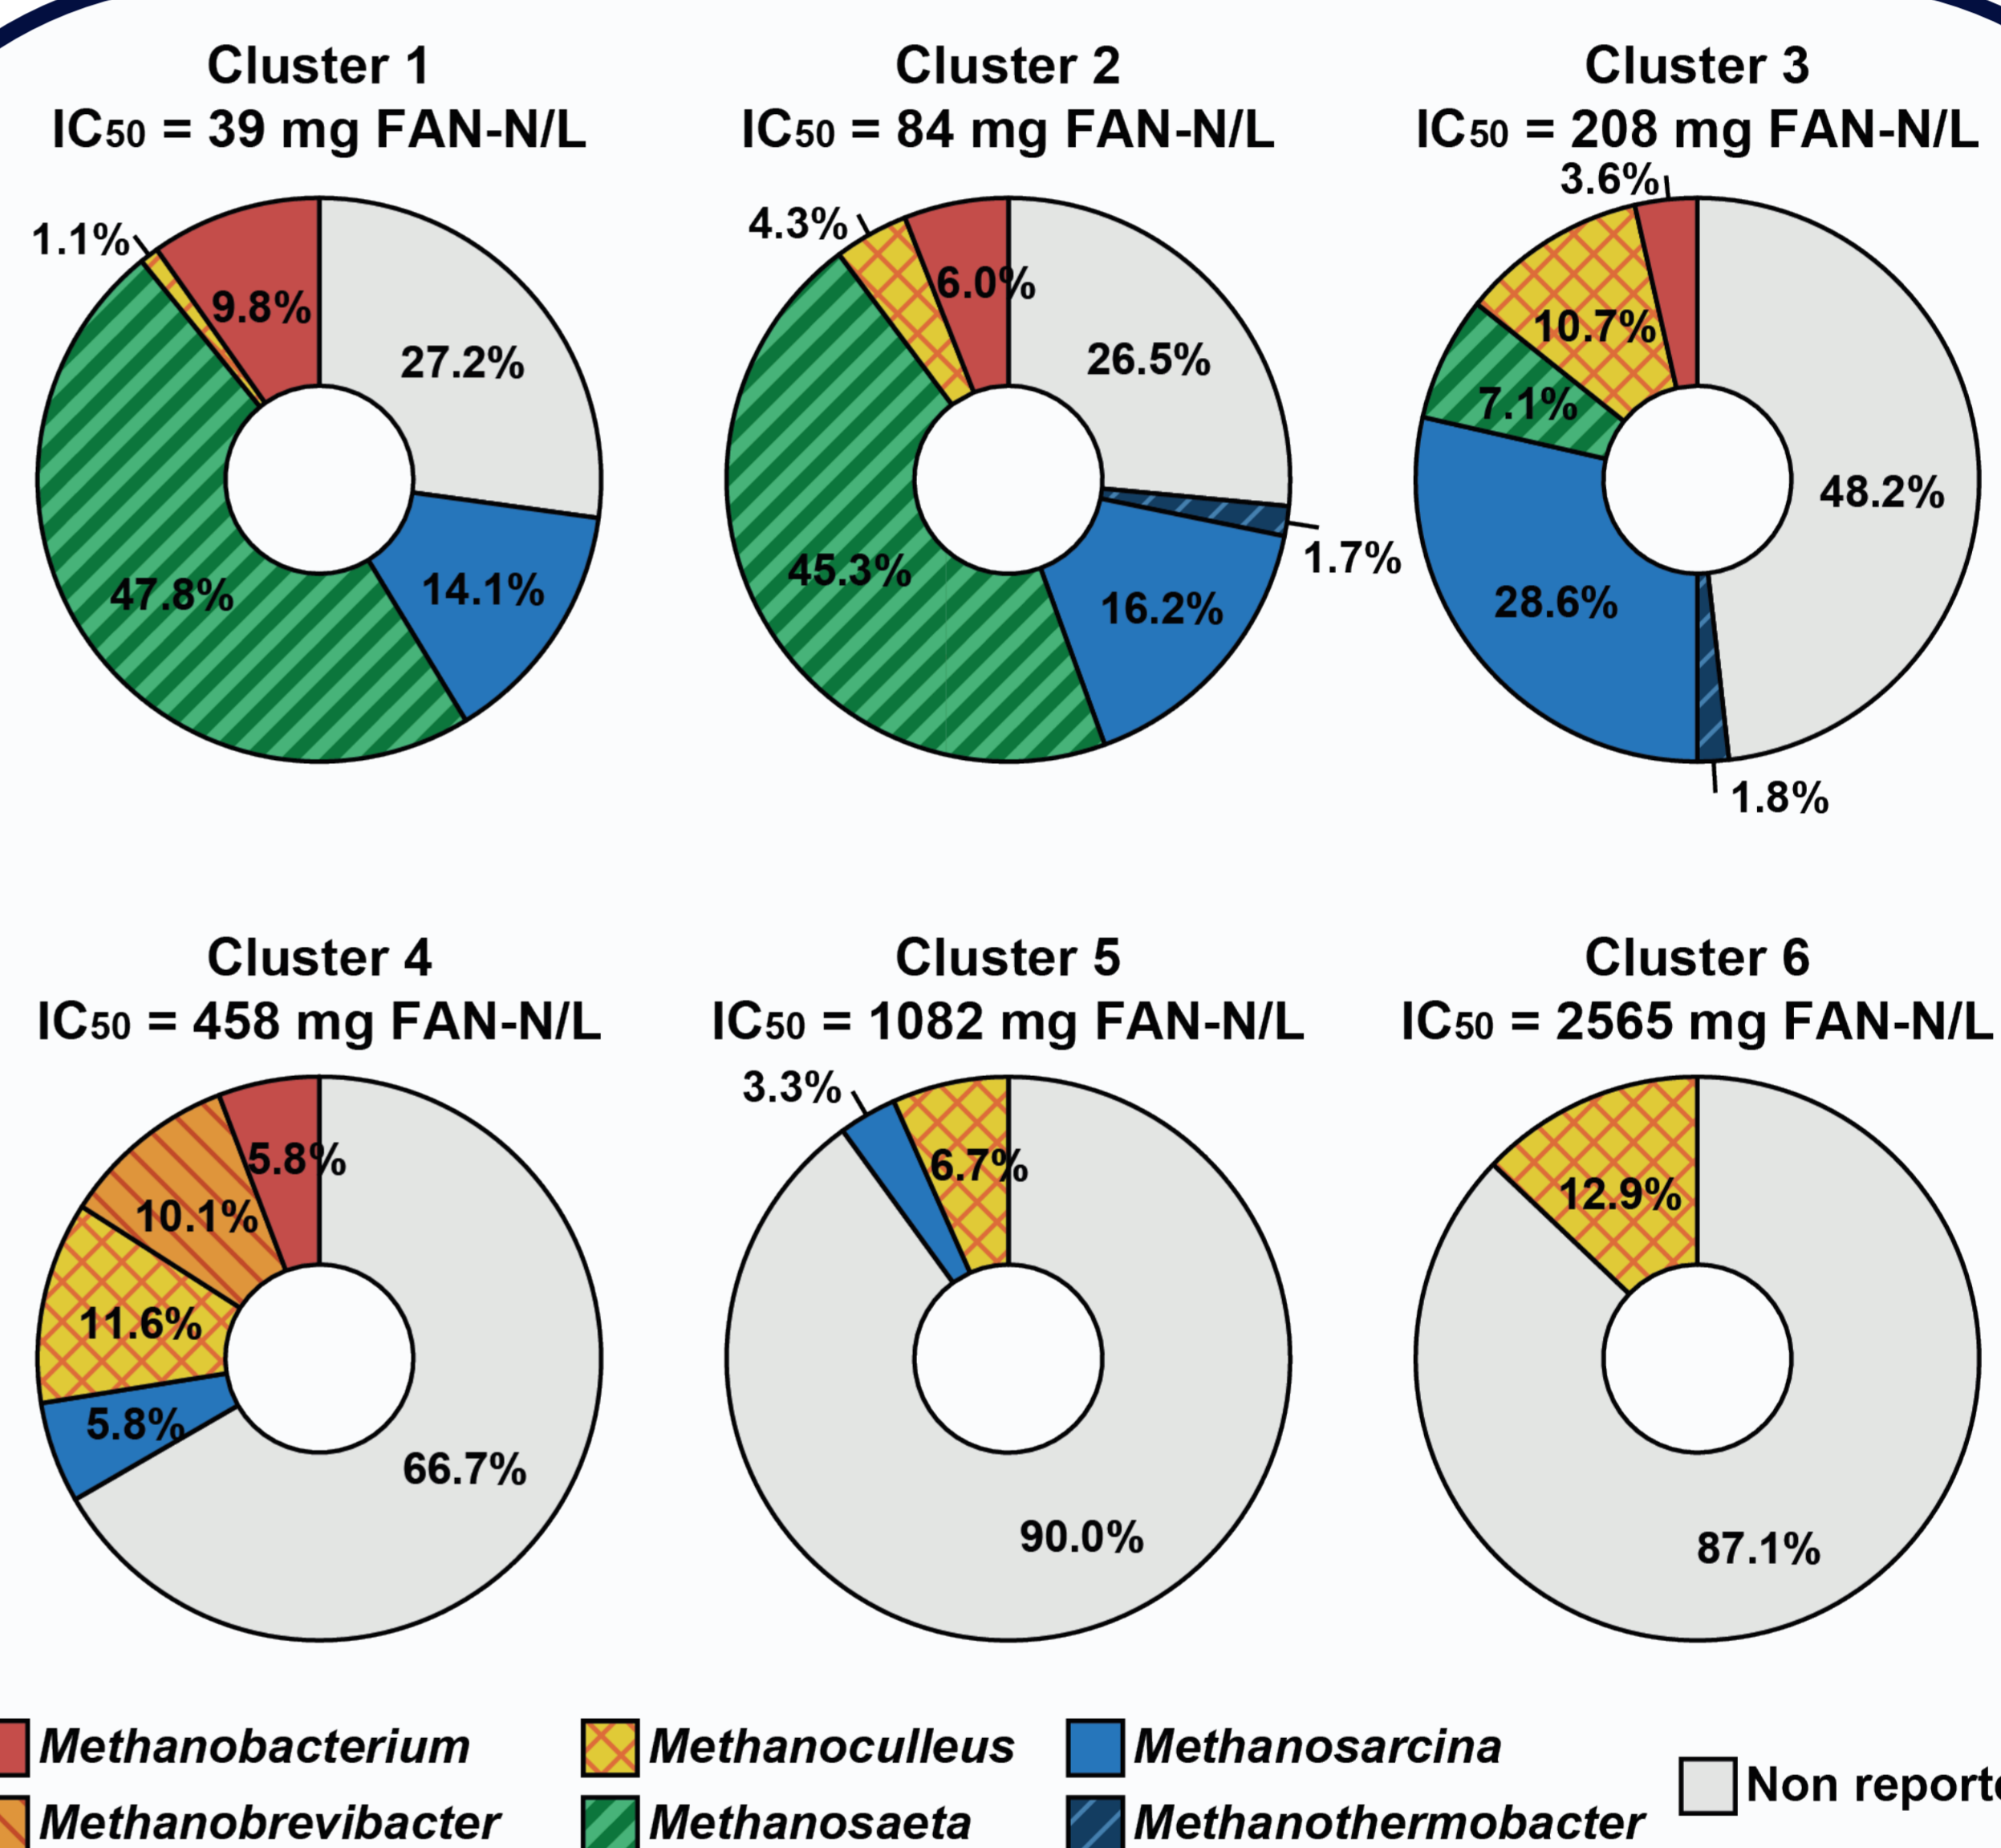 Cluster 1
IC50 = 39 mg FAN-N/L
1.1%
9.8%
27.2%
47.8%
14.1%
Cluster 2
IC50 = 84 mg FAN-N/L
4.3%
6.0%
26.5%
45.3%
1.7%
16.2%
Cluster 3
IC50 = 208 mg FAN-N/L
3.6%
10.7%
7.1%
48.2%
28.6%
1.8%
Cluster 4
IC50 = 458 mg FAN-N/L
5.8%
10.1%
11.6%
5.8%
66.7%
Cluster 5
IC50 = 1082 mg FAN-N/L
3.3%
6.7%
90.0%
Cluster 6
IC50 = 2565 mg FAN-N/L
12.9%
87.1%
Methanobacterium
Methanoculleus
Methanosarcina
Non
Methanobrevibacter
Methanosaeta
Methanothermobacter